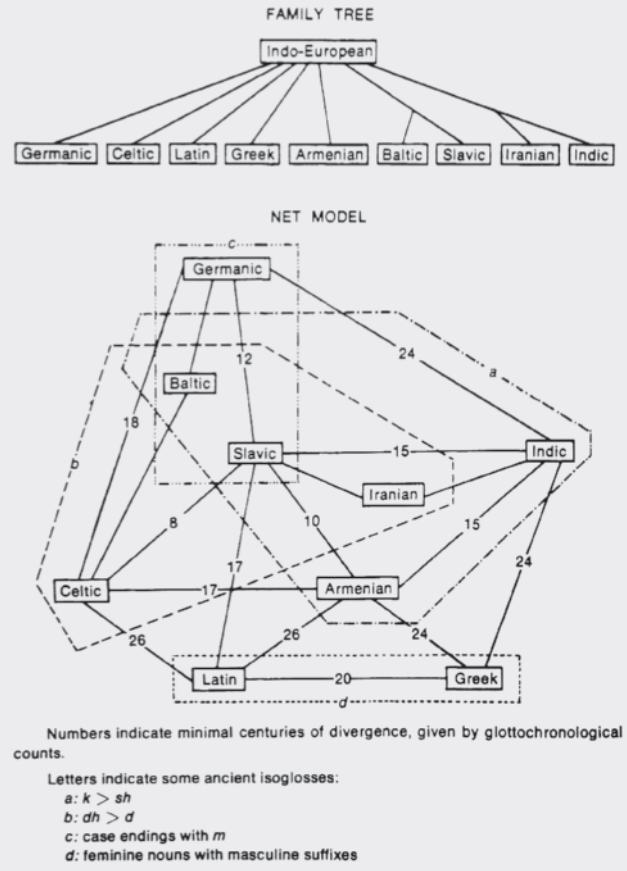 FAMILY TREE
Indo-European
Germanic Celtic Latin Greek Armenian Baltic Slavic Iranian Indic
NET MODEL
c
Germanic
12
24
a
Baltic
18
b
Slavic
15
Indic
Iranian
8
10
15
17
24
Celtic
17
Armenian
26
26
24
Latin
20
Greek
d
Numbers indicate minimal centuries of divergence, given by glottochronological
counts.
Letters indicate some ancient isoglosses:
a: k > sh
b: dh > d
c: case endings with m
d: feminine nouns with masculine suffixes